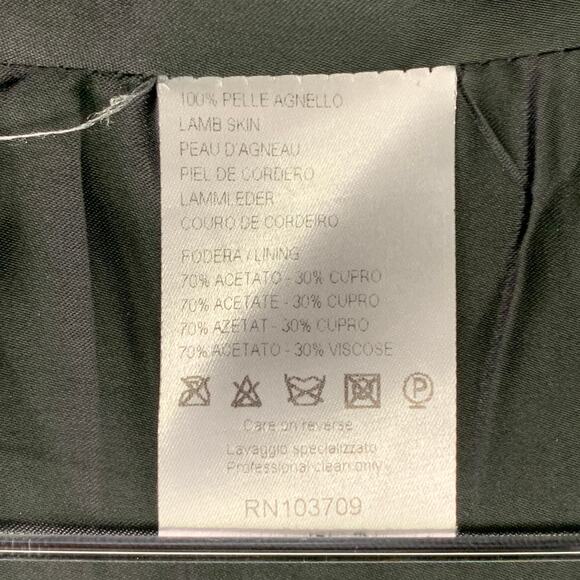 100% PELLE AGNELLO
LAMB SKIN
PEAU D'AGNEAU
PIEL DE CORDERO
LAMMLEDER
COURO DE CORDEIRO
FODERA / LINING
70% ACETATO - 30% CUPRO
70% ACETATE - 30% CUPRO
70% AZETAT - 30% CUPRO
70% ACETATO - 30% VISCOSE
P
Care on reverse
Lavaggio specializzato
Professional clean only
RN103709